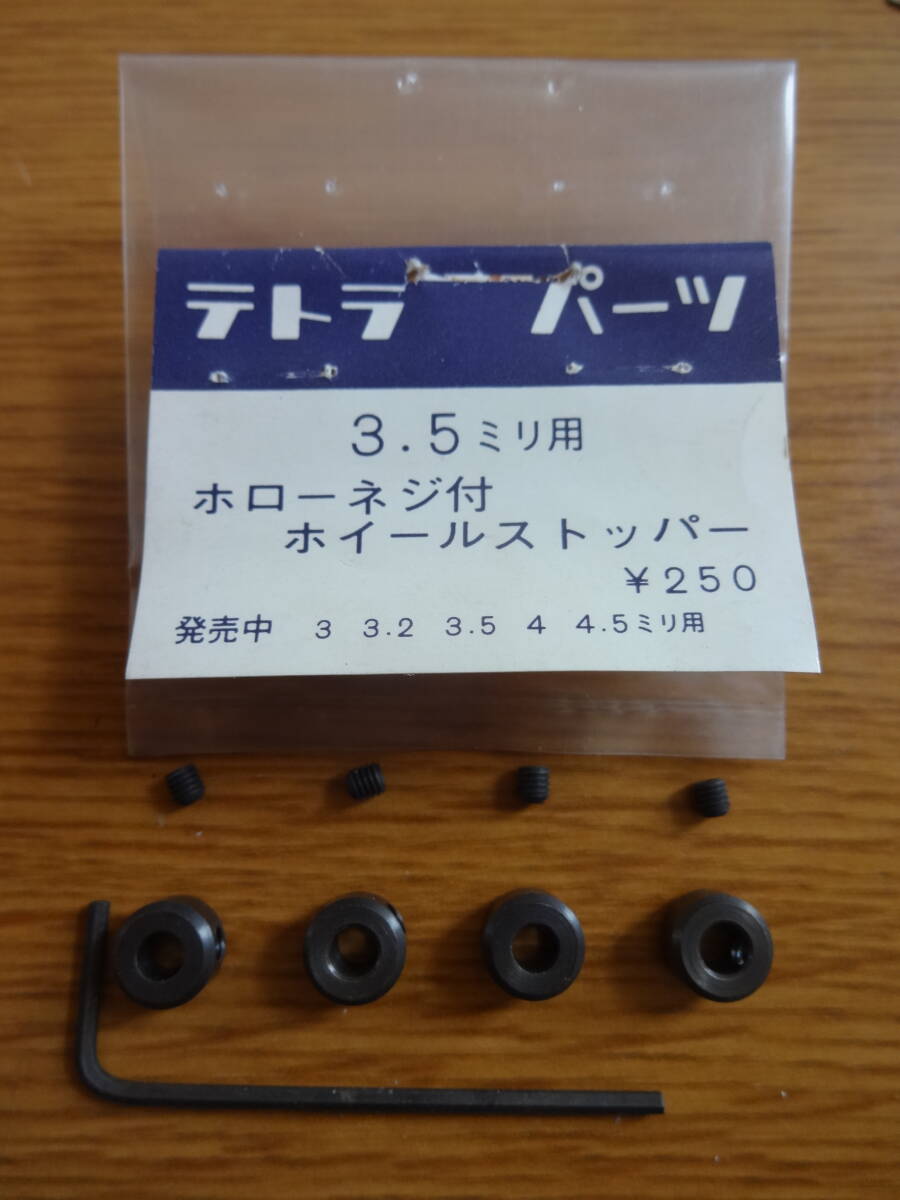 テトラ パーツ
3.5ミリ用
ホローネジ付
ホイールストッパー
¥250
発売中 3 3.2 3.5 4 4.5ミリ用